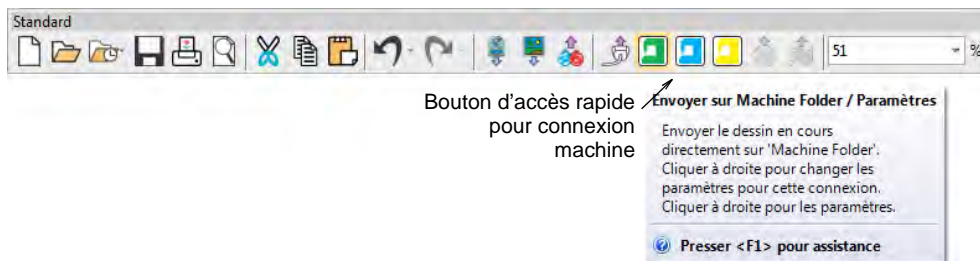 Standard
51 %
Bouton d'accès rapide
pour connexion
machine
Envoyer sur Machine Folder / Paramètres
Envoyer le dessin en cours
directement sur 'Machine Folder'.
Cliquer à droite pour changer les
paramètres pour cette connexion.
Cliquer à droite pour les paramètres.
Presser <F1> pour assistance